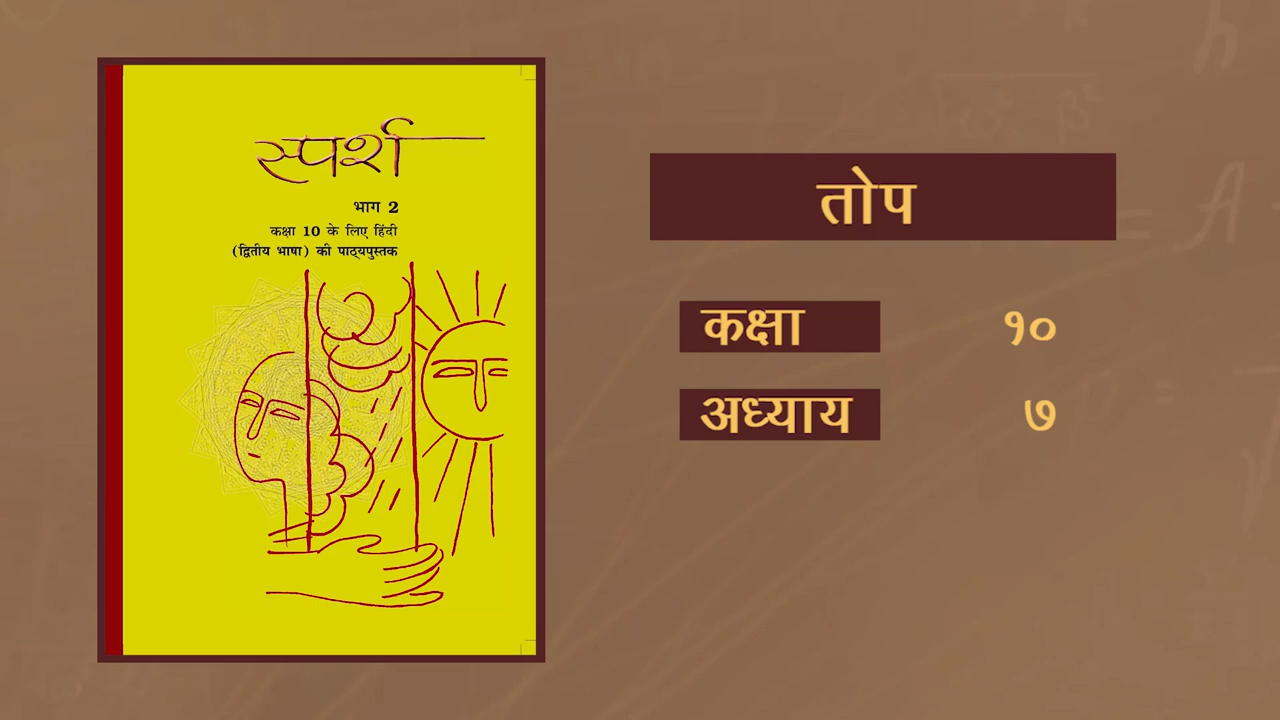 स्पर्श
भाग 2
कक्षा 10 के लिए हिंदी
(द्वितीय भाषा) की पाठ्यपुस्तक
तोप
कक्षा १०
अध्याय ७